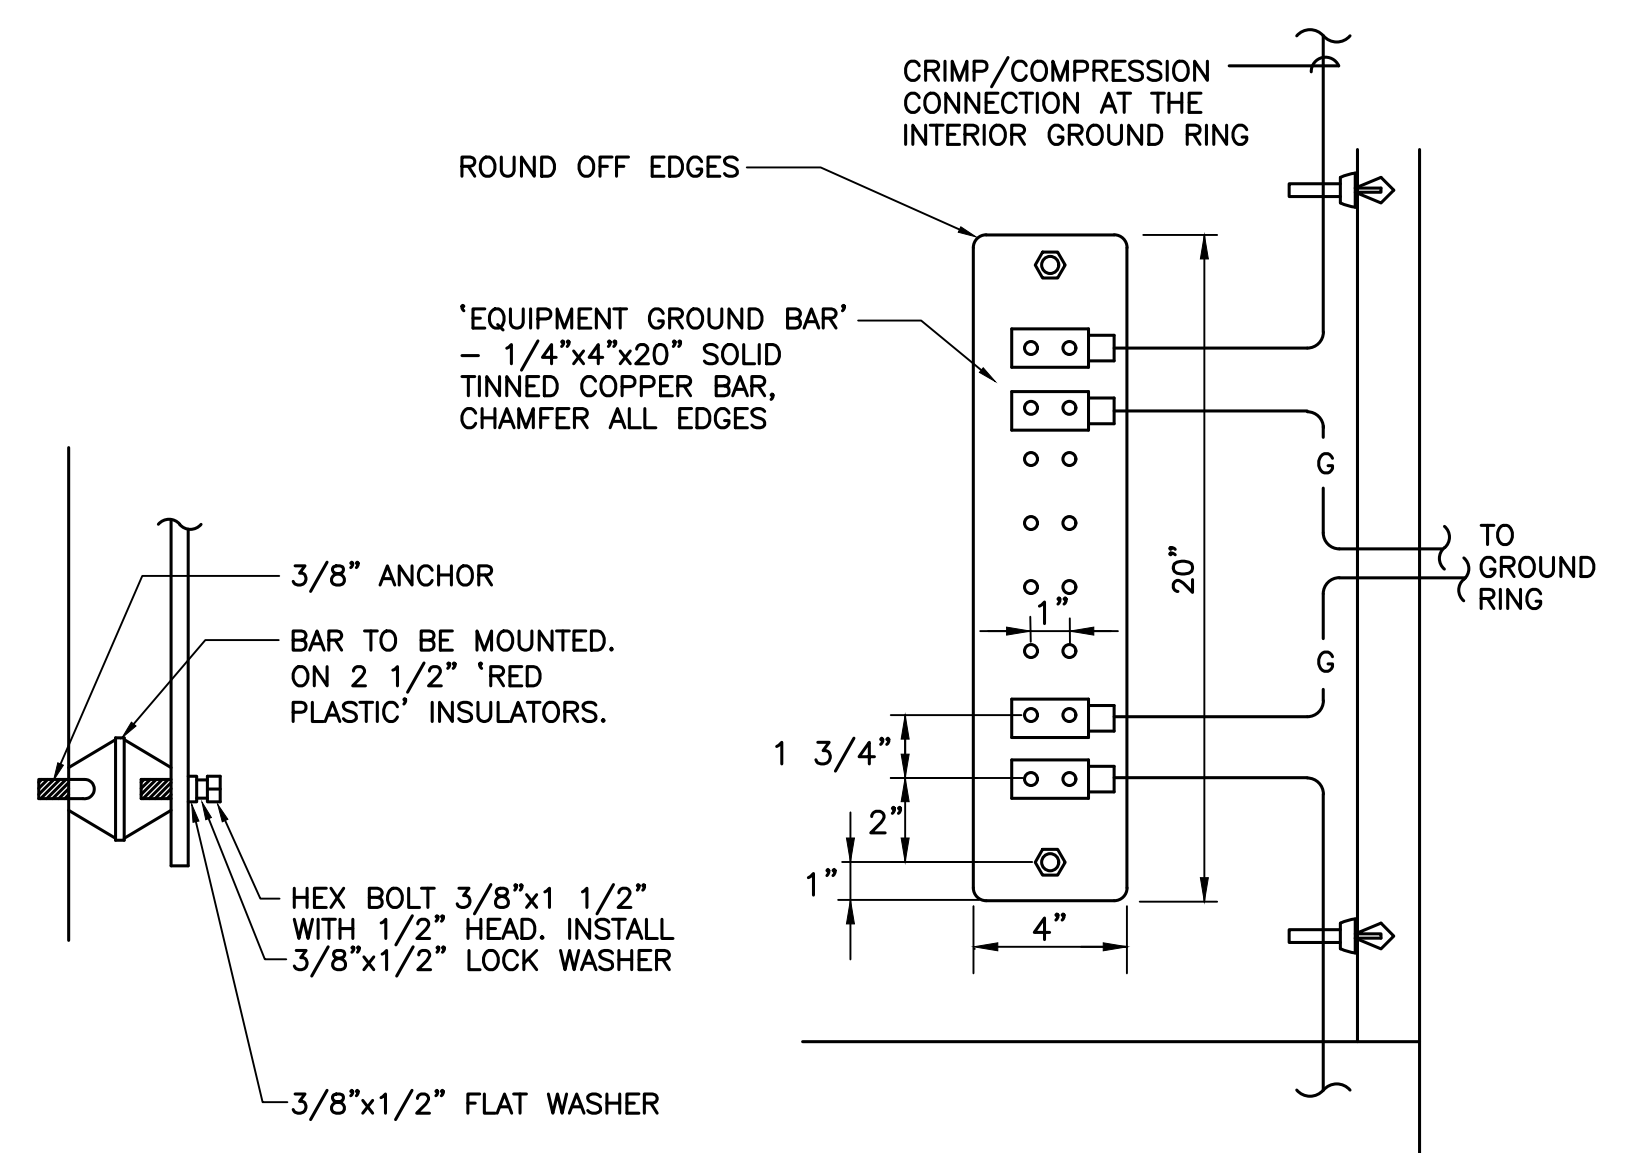 CRIMP/COMPRESSION
CONNECTION AT THE
INTERIOR GROUND RING
ROUND OFF EDGES
‘EQUIPMENT GROUND BAR’
– 1/4”x4”x20” SOLID
TINNED COPPER BAR,
CHAMFER ALL EDGES
G
20”
TO
GROUND
RING
1”
G
1 3/4”
2”
1”
4”
3/8” ANCHOR
BAR TO BE MOUNTED.
ON 2 1/2” ‘RED
PLASTIC’ INSULATORS.
HEX BOLT 3/8”x1 1/2”
WITH 1/2” HEAD. INSTALL
3/8”x1/2” LOCK WASHER
3/8”x1/2” FLAT WASHER